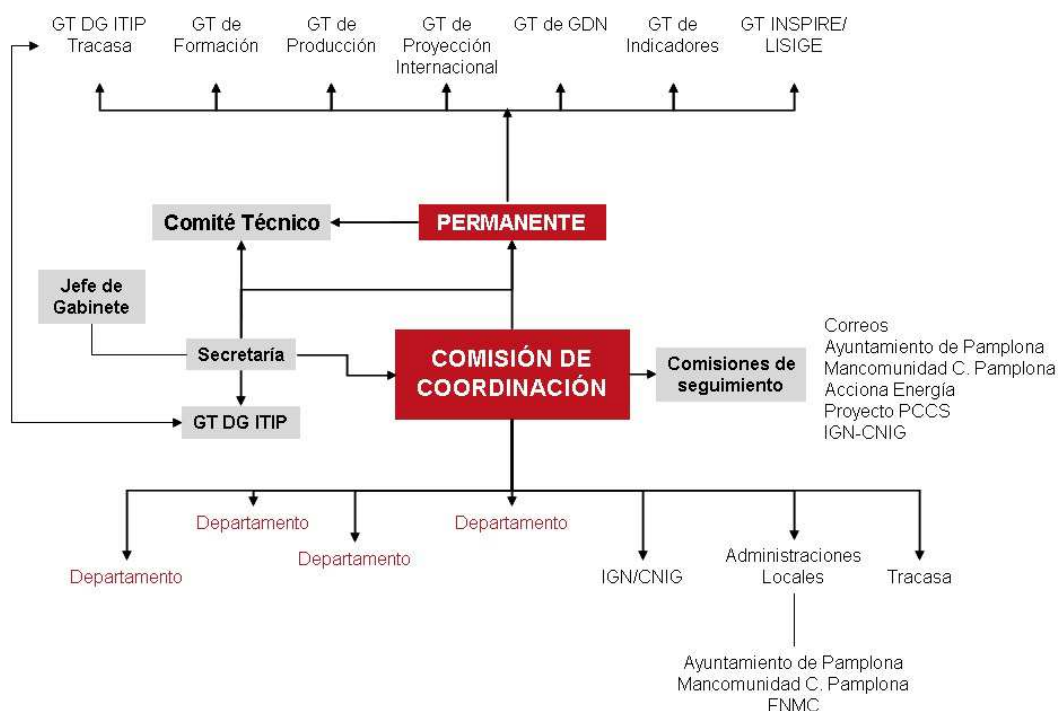 GT DG ITIP
Tracasa
GT de
Formación
GT de
Producción
GT de
Proyección
Internacional
GT de GDN
GT de
Indicadores
GT INSPIRE/
LISIGE
Comité Técnico
PERMANENTE
Jefe de
Gabinete
Secretaría
COMISIÓN DE
COORDINACIÓN
Comisiones de
seguimiento
Correos
Ayuntamiento de Pamplona
Mancomunidad C. Pamplona
Acciona Energía
Proyecto PCCS
IGN-CNIG
GT DG ITIP
Departamento
Departamento
Departamento
Departamento
IGN/CNIG
Administraciones
Locales
Tracasa
Ayuntamiento de Pamplona
Mancomunidad C. Pamplona
FNMC